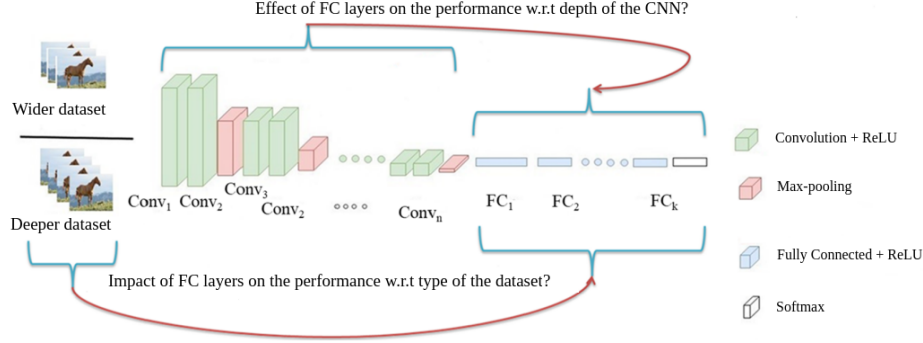 Effect of FC layers on the performance w.r.t depth of the CNN?
Wider dataset
Deeper dataset
Conv1 Conv2 Conv3 Conv2 Convn FC1 FC2 FCk
Convolution + ReLU
Max-pooling
Fully Connected + ReLU
Softmax
Impact of FC layers on the performance w.r.t type of the dataset?